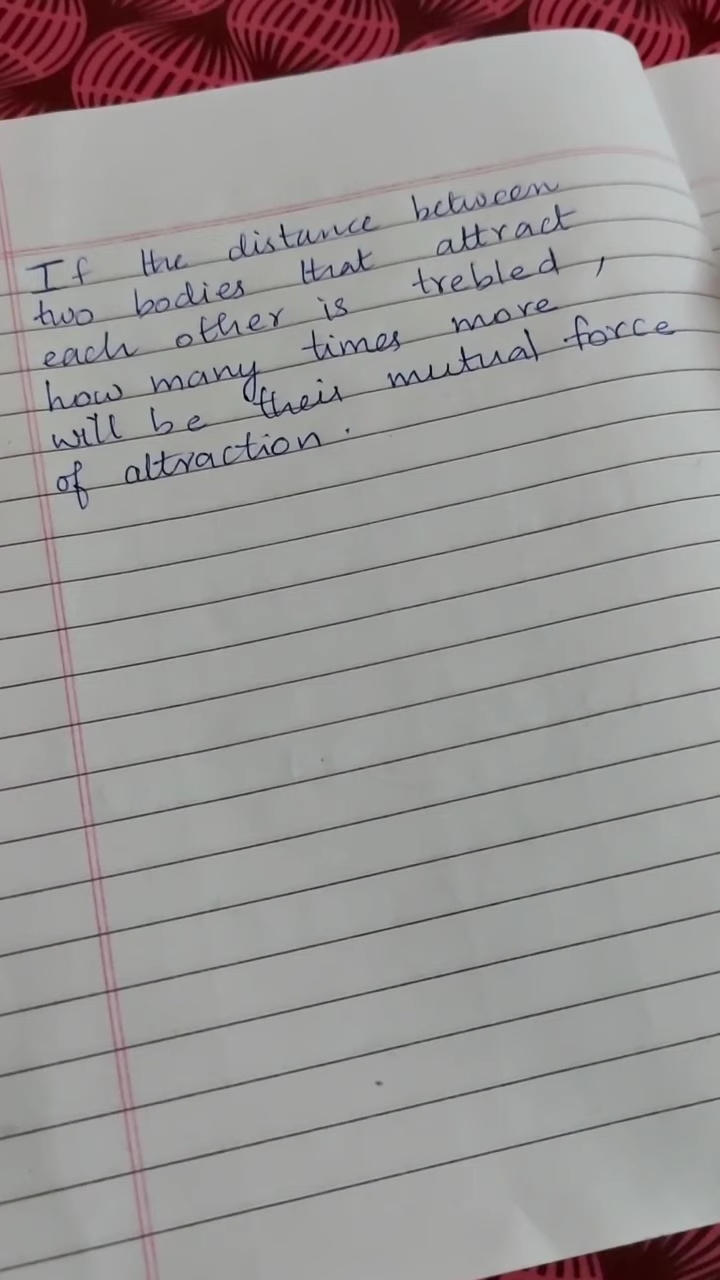 If the distance between
two bodies that attract
each other is trebled,
how many times more
will be their mutual force
of attraction.